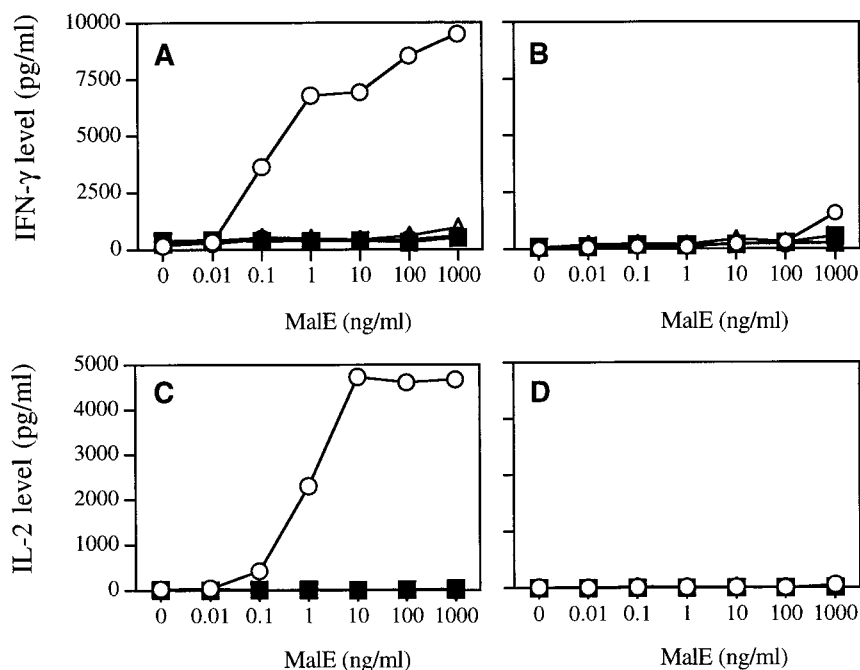 IFN-γ level (pg/ml)
10000
7500
5000
2500
0
A
0 0.01 0.1 1 10 100 1000
MalE (ng/ml)
B
0 0.01 0.1 1 10 100 1000
MalE (ng/ml)
IL-2 level (pg/ml)
5000
4000
3000
2000
1000
0
C
0 0.01 0.1 1 10 100 1000
MalE (ng/ml)
D
0 0.01 0.1 1 10 100 1000
MalE (ng/ml)